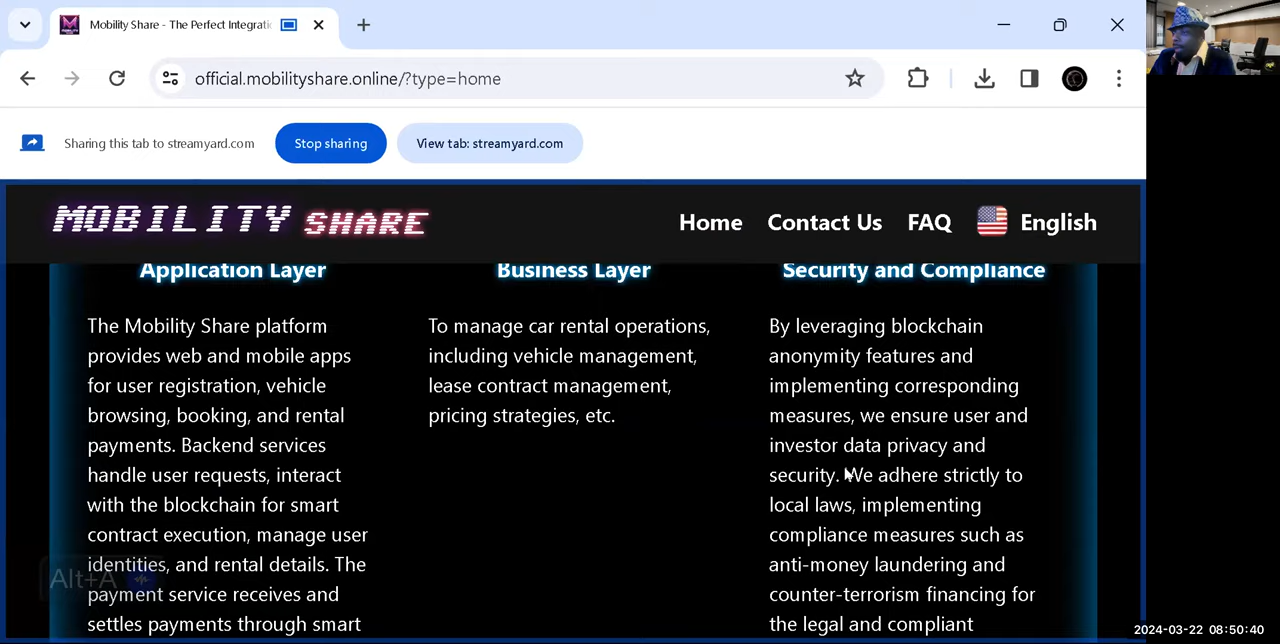 Mobility Share - The Perfect Integrati
official.mobilityshare.online/?type=home
Sharing this tab to streamyard.com
Stop sharing
View tab: streamyard.com
MOBILITY SHARE
Home
Contact Us
FAQ
English
Application Layer
The Mobility Share platform
provides web and mobile apps
for user registration, vehicle
browsing, booking, and rental
payments. Backend services
handle user requests, interact
with the blockchain for smart
contract execution, manage user
identities, and rental details. The
payment service receives and
settles payments through smart
Business Layer
To manage car rental operations,
including vehicle management,
lease contract management,
pricing strategies, etc.
Security and Compliance
By leveraging blockchain
anonymity features and
implementing corresponding
measures, we ensure user and
investor data privacy and
security. We adhere strictly to
local laws, implementing
compliance measures such as
anti-money laundering and
counter-terrorism financing for
the legal and compliant
Alt+A
2024-03-22 08:50:40